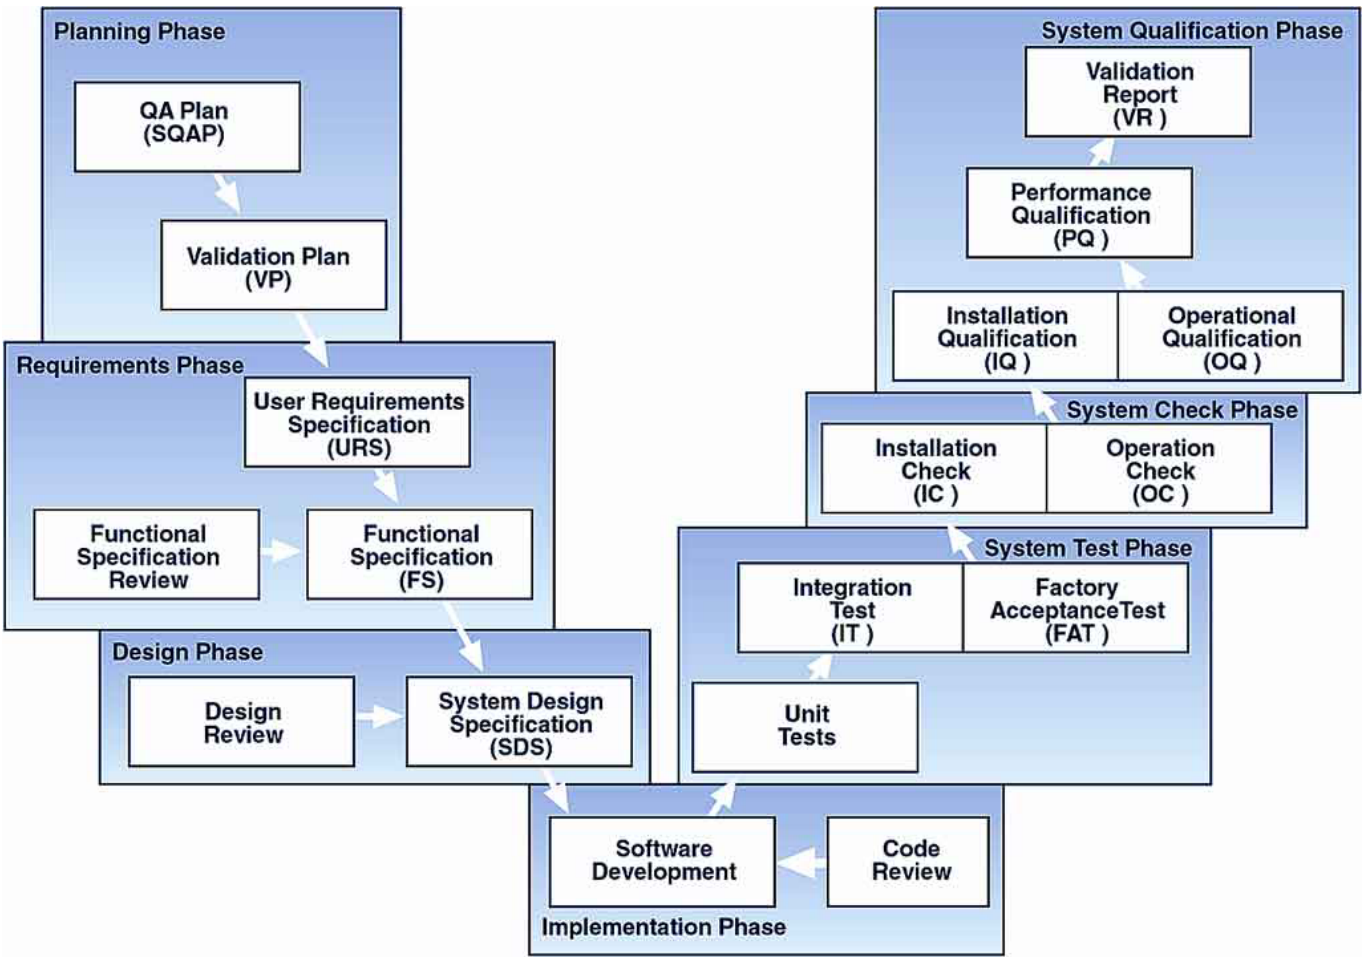 Planning Phase
QA Plan
(SQAP)
Validation Plan
(VP)
Requirements Phase
User Requirements
Specification
(URS)
Functional
Specification
Review
Functional
Specification
(FS)
Design Phase
Design
Review
System Design
Specification
(SDS)
Software
Development
Code
Review
Implementation Phase
System Test Phase
Integration
Test
(IT )
Factory
AcceptanceTest
(FAT )
Unit
Tests
System Check Phase
Installation
Check
(IC )
Operation
Check
(OC )
System Qualification Phase
Validation
Report
(VR )
Performance
Qualification
(PQ )
Installation
Qualification
(IQ )
Operational
Qualification
(OQ )